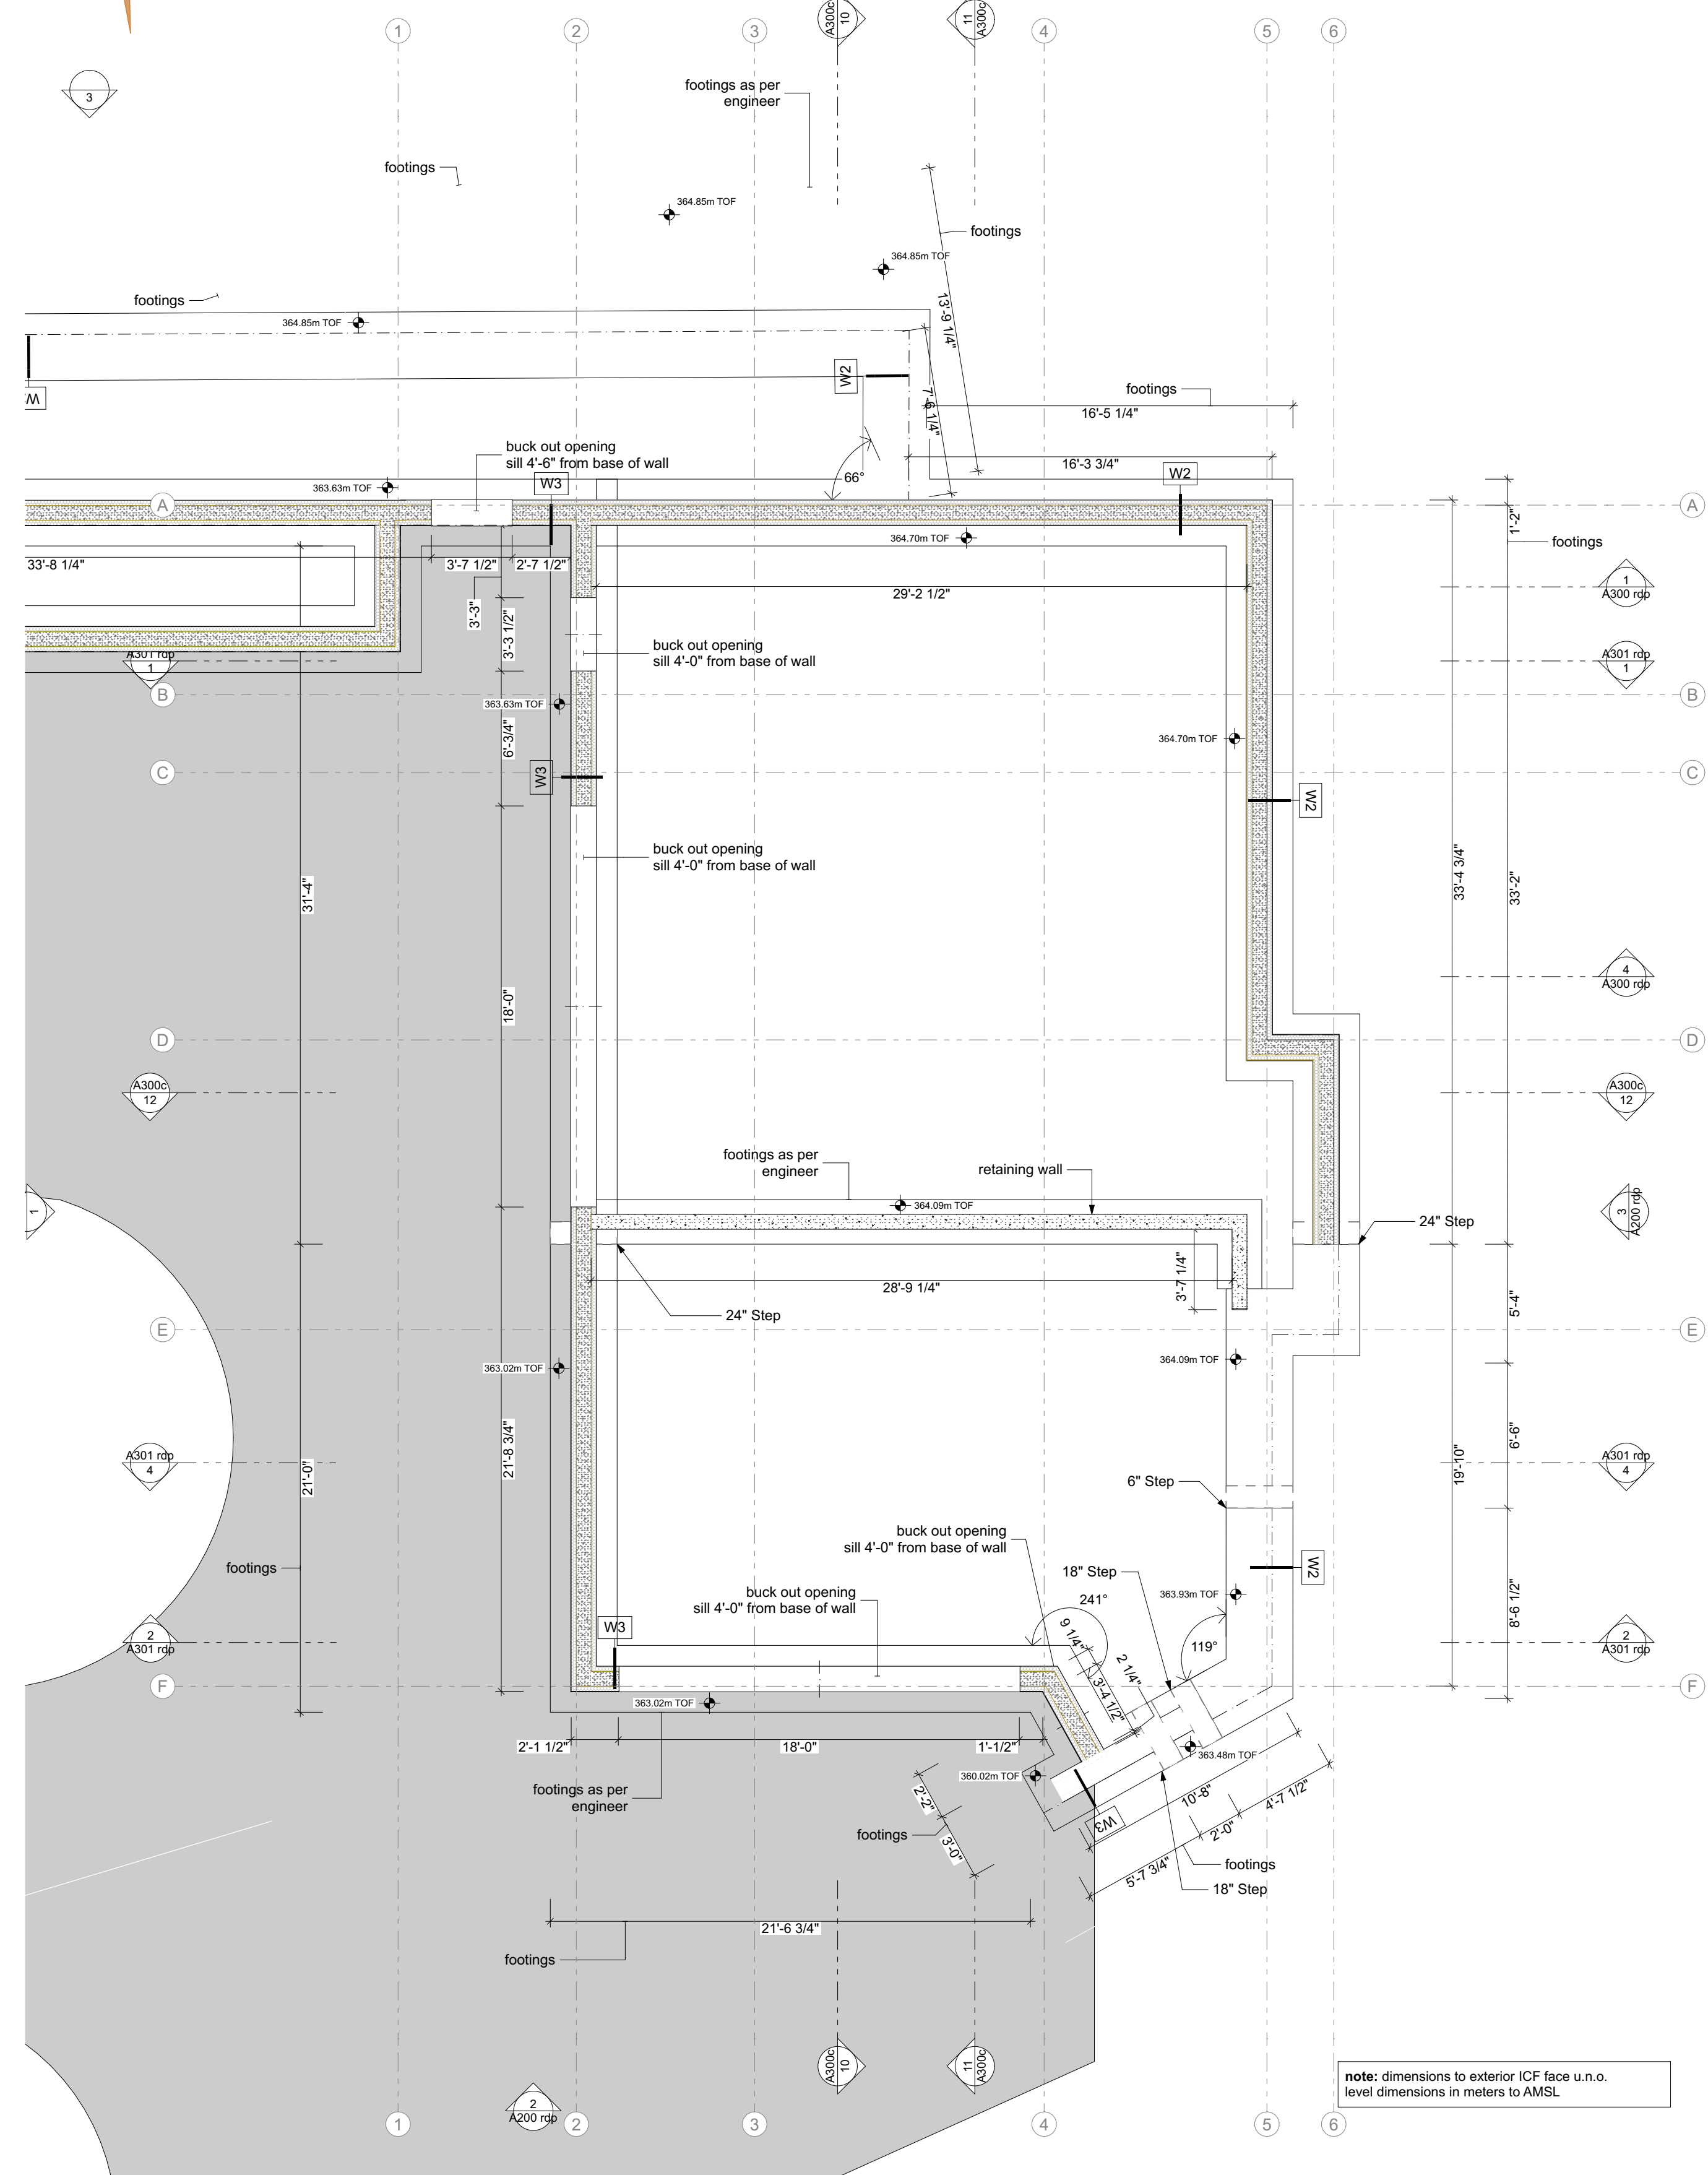 A300c
10
11
A300c
1
2
3
4
5
6
3
footings as per
engineer
footings
364.85m TOF
footings
364.85m TOF
footings
364.85m TOF
13'-9 1/4"
W2
7'-6 1/4"
footings
16'-5 1/4"
buck out opening
sill 4'-6" from base of wall
16'-3 3/4"
66°
W3
W2
363.63m TOF
A
A
1'-2"
364.70m TOF
footings
33'-8 1/4"
3'-7 1/2"
2'-7 1/2"
29'-2 1/2"
1
A300 rdp
3'-3"
3'-3 1/2"
buck out opening
sill 4'-0" from base of wall
A301 rdp
1
A301 rdp
1
B
B
363.63m TOF
6'-3/4"
364.70m TOF
C
W3
C
W2
buck out opening
sill 4'-0" from base of wall
31'-4"
33'-4 3/4"
33'-2"
4
A300 rdp
18'-0"
D
D
A300c
12
A300c
12
footings as per
engineer
retaining wall
364.09m TOF
1
3
A200 rdp
24" Step
3'-7 1/4"
28'-9 1/4"
24" Step
5'-4"
E
E
363.02m TOF
364.09m TOF
21'-8 3/4"
6'-6"
A301 rdp
4
21'-0"
19'-10"
A301 rdp
4
6" Step
buck out opening
sill 4'-0" from base of wall
footings
18" Step
W2
buck out opening
sill 4'-0" from base of wall
241°
363.93m TOF
8'-6 1/2"
W3
9 1/4"
2
A301 rdp
119°
2
A301 rdp
2 1/4"
3'-4 1/2"
F
F
363.02m TOF
2'-1 1/2"
18'-0"
1'-1/2"
363.48m TOF
360.02m TOF
footings as per
engineer
2'-2"
10'-8"
4'-7 1/2"
W3
2'-0"
footings
3'-0"
5'-7 3/4"
footings
18" Step
21'-6 3/4"
footings
A300c
10
11
A300c
note: dimensions to exterior ICF face u.n.o.
level dimensions in meters to AMSL
2
A200 rdp
1
2
3
4
5
6